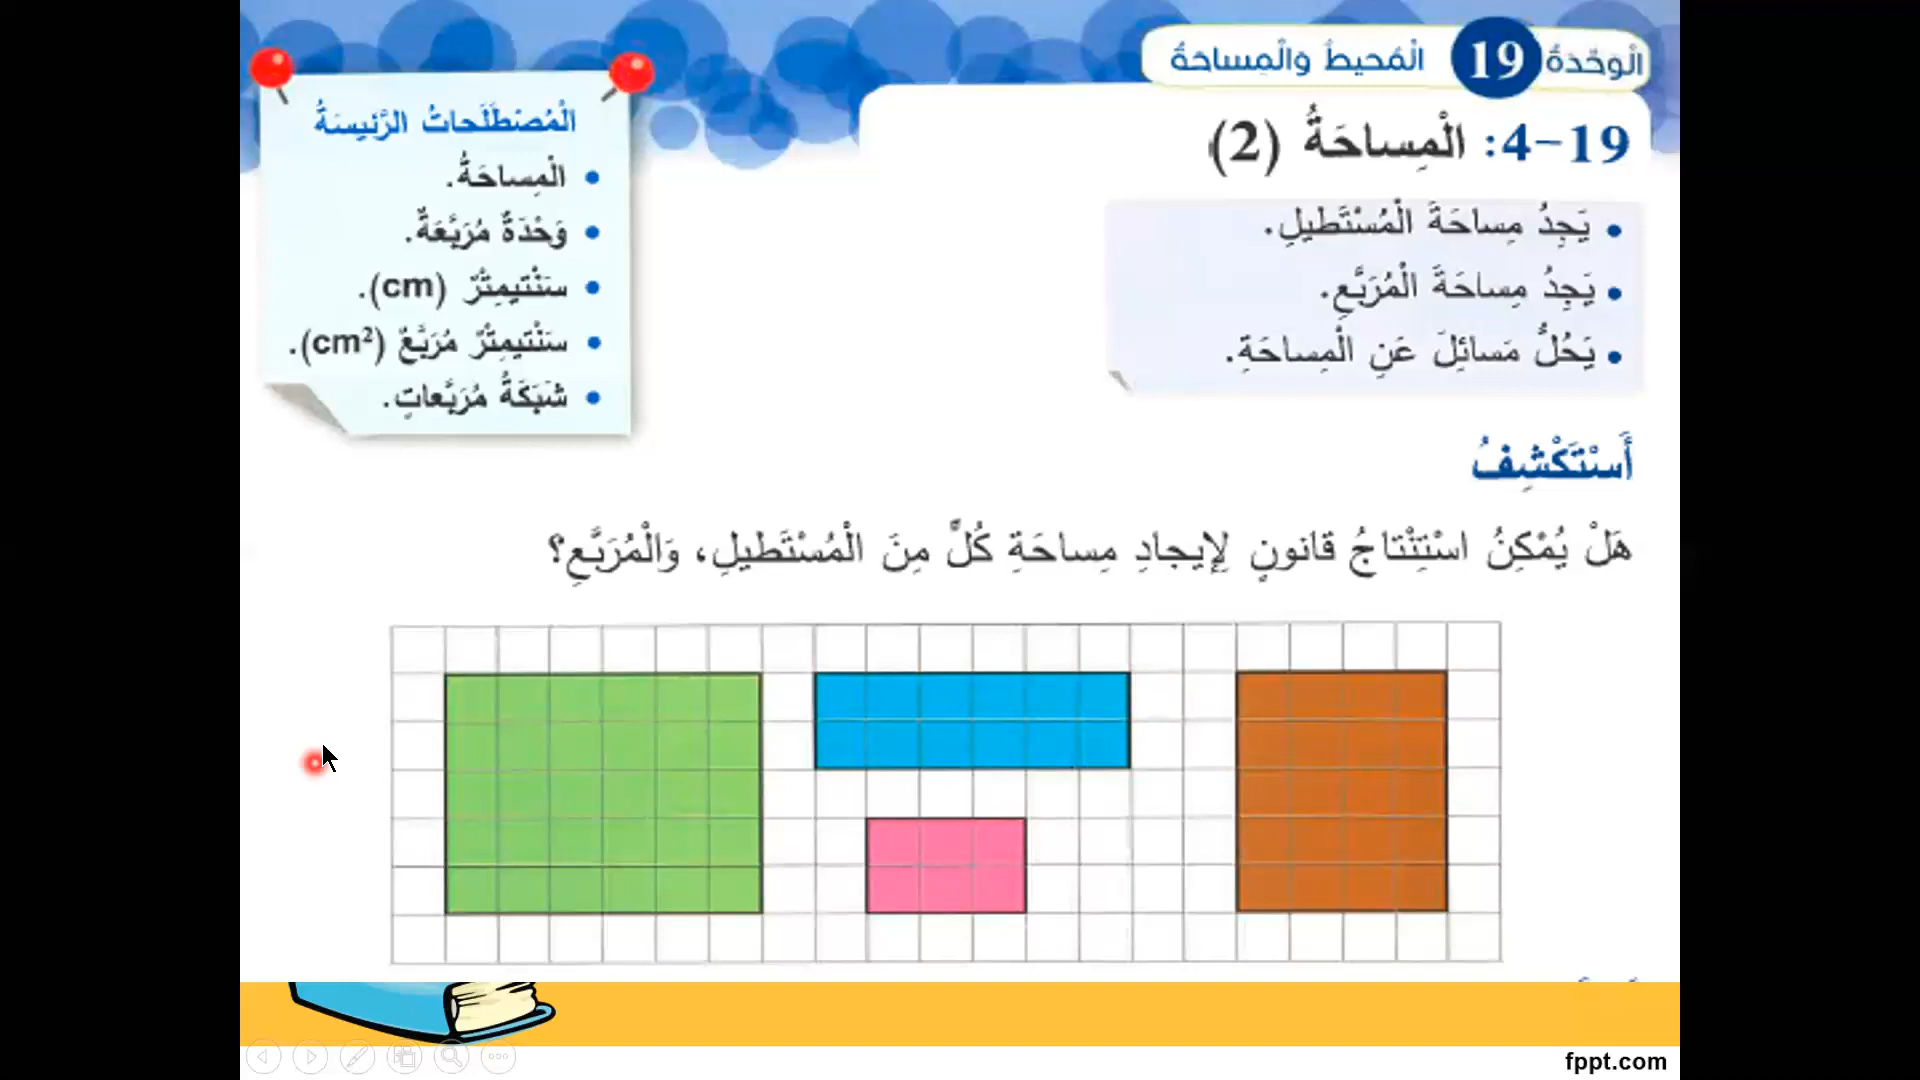 الْوَحْدَةُ 19 الْمُحيطُ وَالْمِساحَةُ
19-4: الْمِساحَةُ (2)
• يَجِدُ مِساحَةَ الْمُسْتَطيلِ.
• يَجِدُ مِساحَةَ الْمُرَبَّعِ.
• يَحُلُّ مَسائِلَ عَنِ الْمِساحَةِ.
الْمُصْطَلَحاتُ الرَّئيسَةُ
• الْمِساحَةُ.
• وَحْدَةٌ مُرَبَّعَةٌ.
• سَنْتيمِتْرٌ (cm).
• سَنْتيمِتْرٌ مُرَبَّعٌ (cm²).
• شَبَكَةُ مُرَبَّعاتٍ.
أَسْتَكْشِفُ
هَلْ يُمْكِنُ اسْتِنْتاجُ قانونٍ لِإيجادِ مِساحَةِ كُلٍّ مِنَ الْمُسْتَطيلِ، وَالْمُرَبَّعِ؟
fppt.com